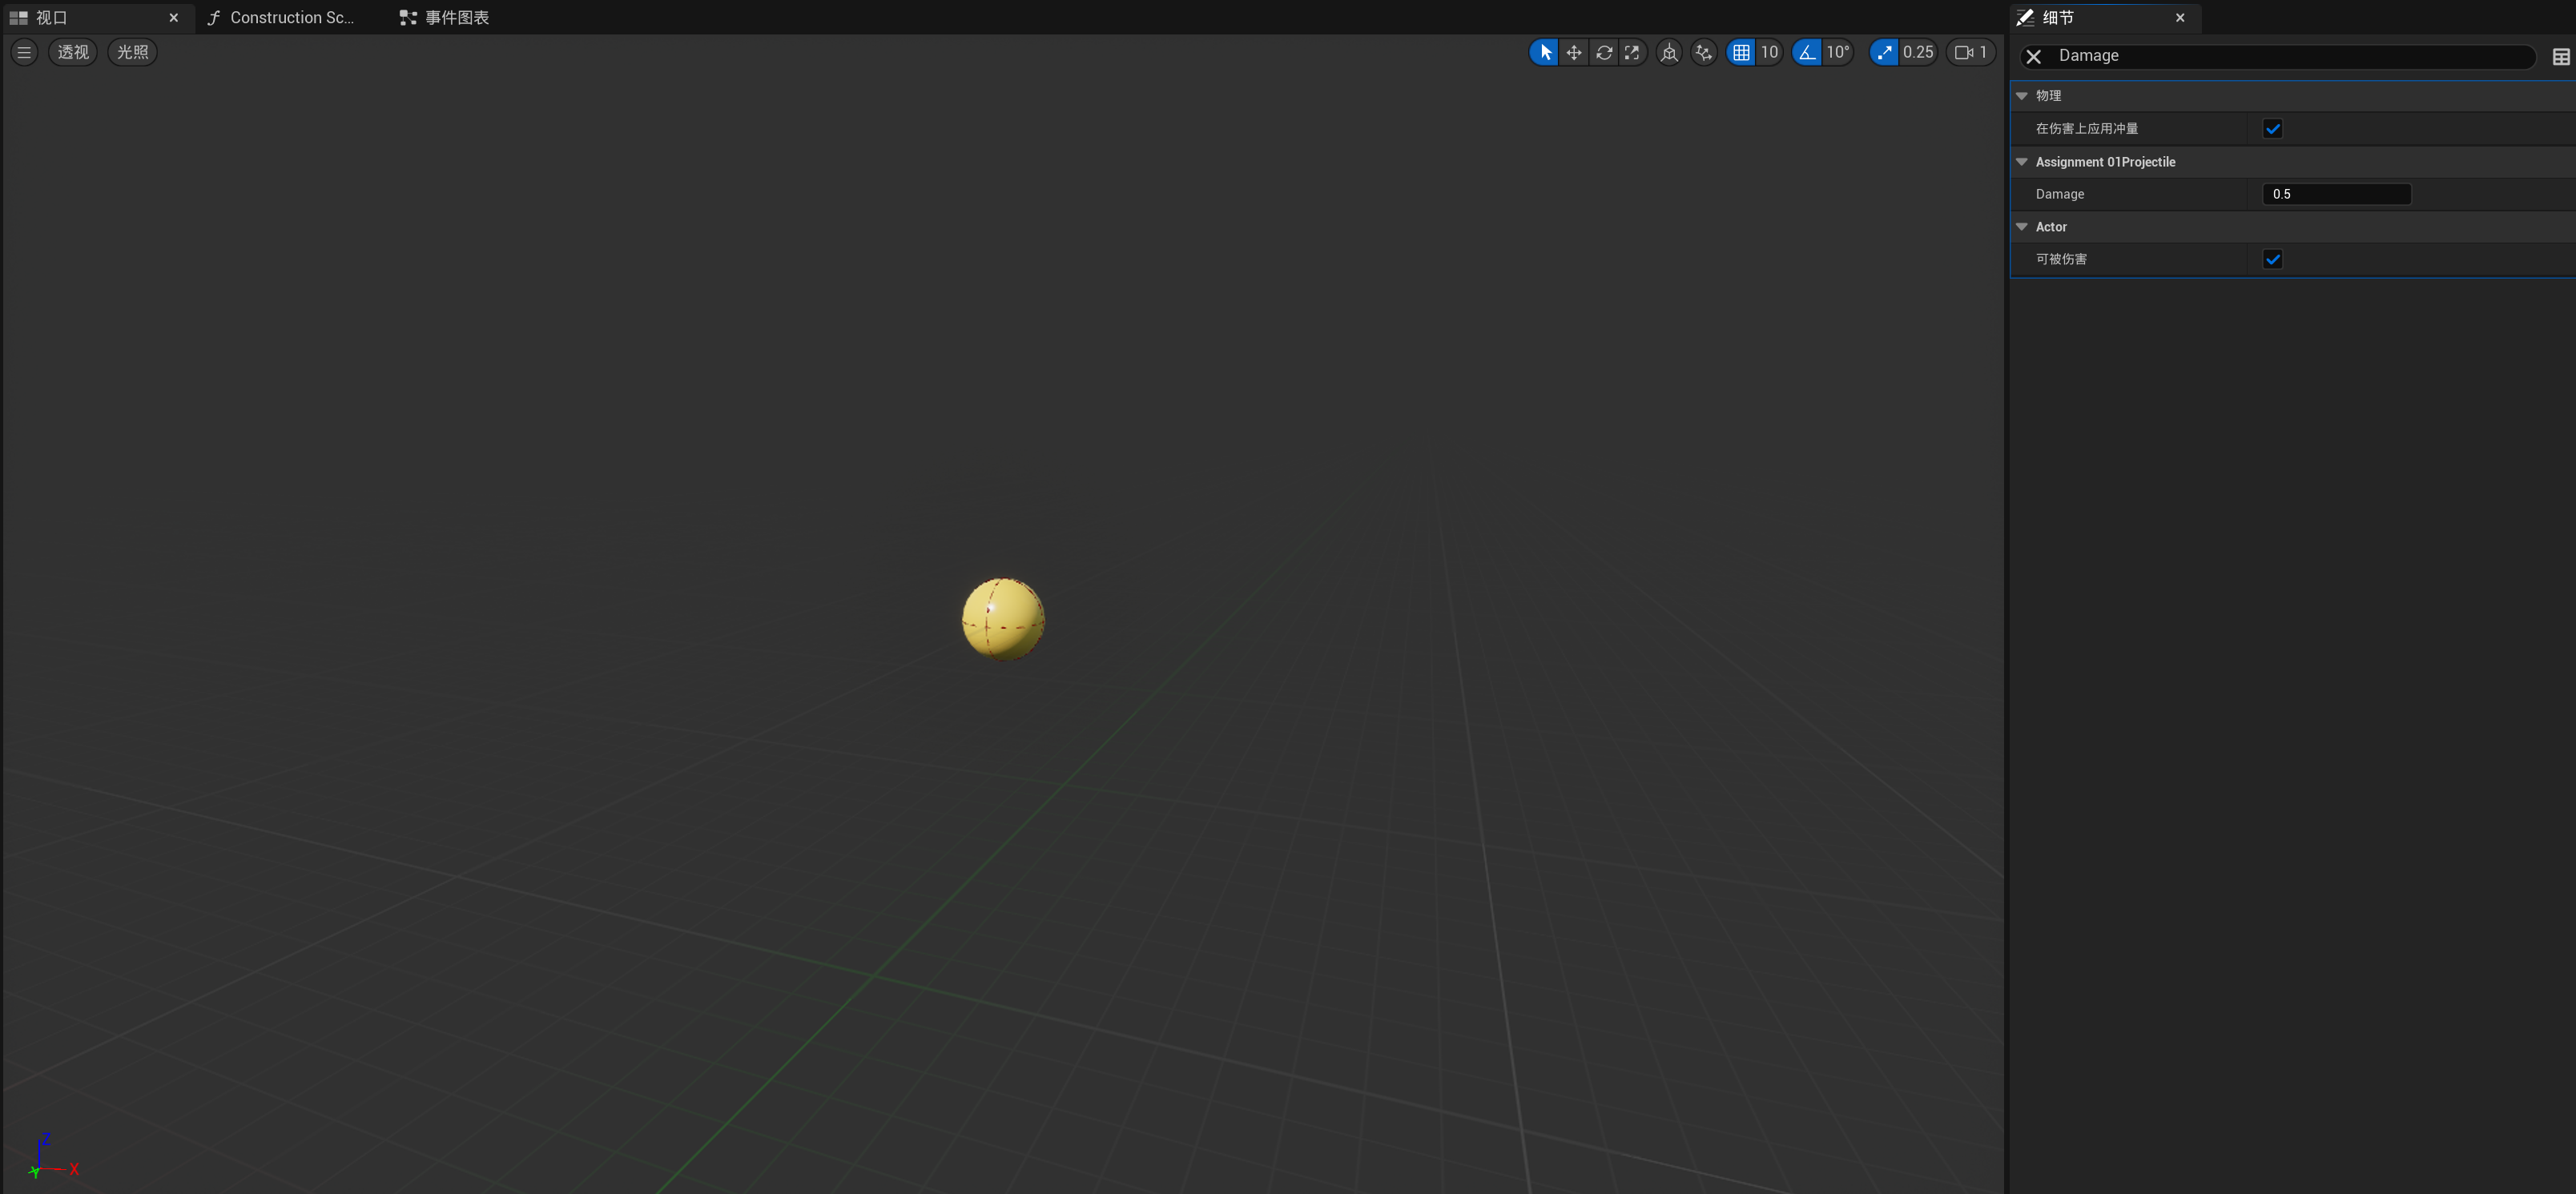 视口
Construction Sc...
事件图表
细节
透视
光照
10
10°
0.25
1
Damage
物理
在伤害上应用冲量
Assignment 01Projectile
Damage
0.5
Actor
可被伤害
Z
Y
X